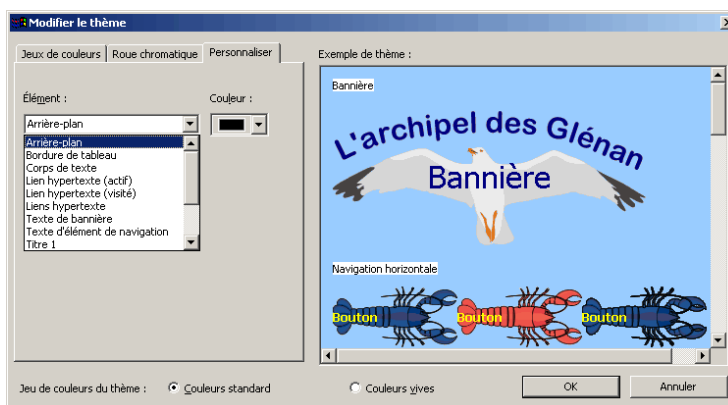 Modifier le thème
Jeux de couleurs
Roue chromatique
Personnaliser
Élément :
Couleur :
Arrière-plan
Arrière-plan
Bordure de tableau
Corps de texte
Lien hypertexte (actif)
Lien hypertexte (visité)
Liens hypertexte
Texte de bannière
Texte d'élément de navigation
Titre 1
Exemple de thème :
Bannière
L'archipel des Glénan
Bannière
Navigation horizontale
Bouton
Bouton
Bouton
Jeu de couleurs du thème :
Couleurs standard
Couleurs vives
OK
Annuler